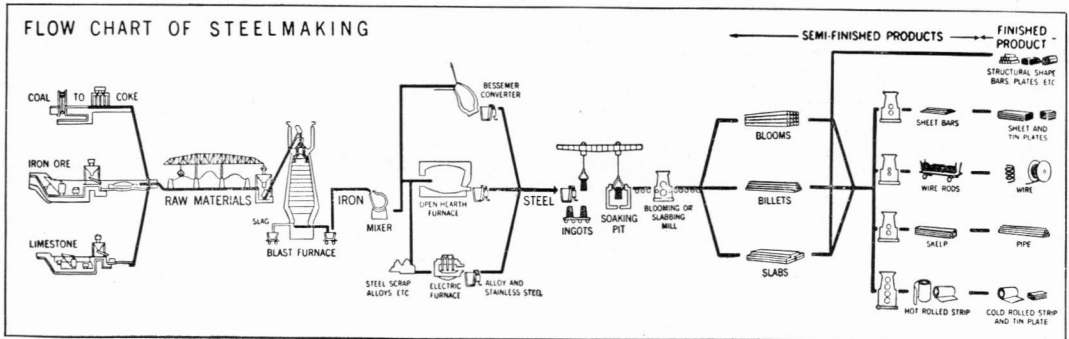 FLOW CHART OF STEELMAKING
SEMI-FINISHED PRODUCTS
FINISHED - PRODUCT
STRUCTURAL SHAPE
BARS, PLATES ETC
COAL TO COKE
IRON ORE
LIMESTONE
RAW MATERIALS
SLAG
BLAST FURNACE
IRON
MIXER
BESSEMER
CONVERTER
OPEN HEARTH
FURNACE
STEEL SCRAP
ALLOYS ETC
ELECTRIC
FURNACE
ALLOY AND
STAINLESS STEEL
STEEL
INGOTS
SOAKING
PIT
BLOOMING OR
SLABBING
MILL
BLOOMS
BILLETS
SLABS
SHEET BARS
SHEET AND
TIN PLATES
WIRE RODS
WIRE
SKELP
PIPE
HOT ROLLED STRIP
COLD ROLLED STRIP
AND TIN PLATE